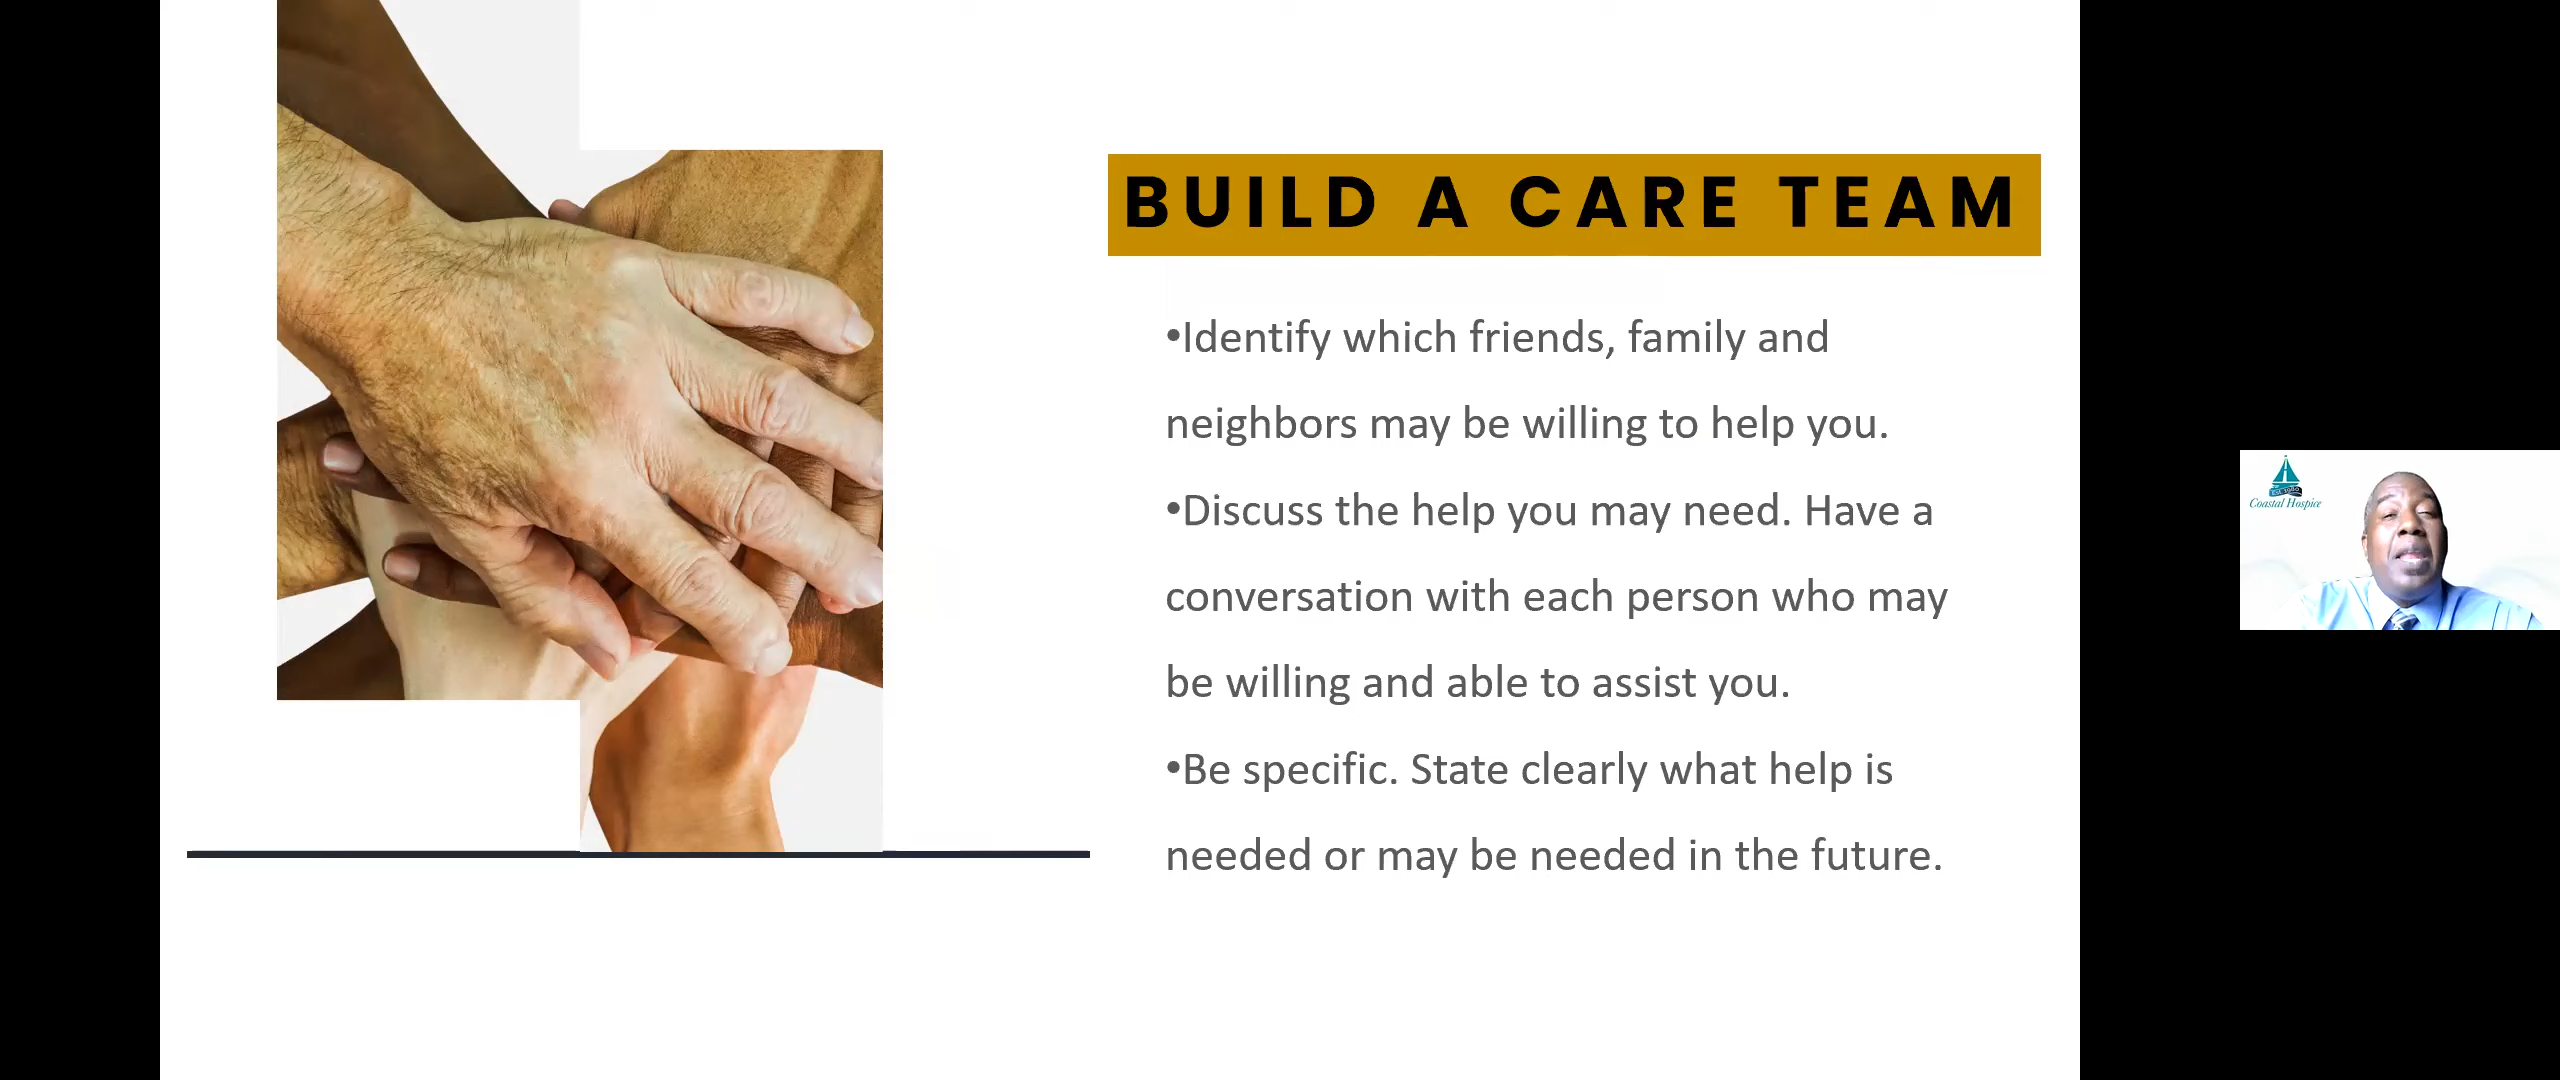 BUILD A CARE TEAM
•Identify which friends, family and
neighbors may be willing to help you.
•Discuss the help you may need. Have a
conversation with each person who may
be willing and able to assist you.
•Be specific. State clearly what help is
needed or may be needed in the future.
Est. 1980
Coastal Hospice